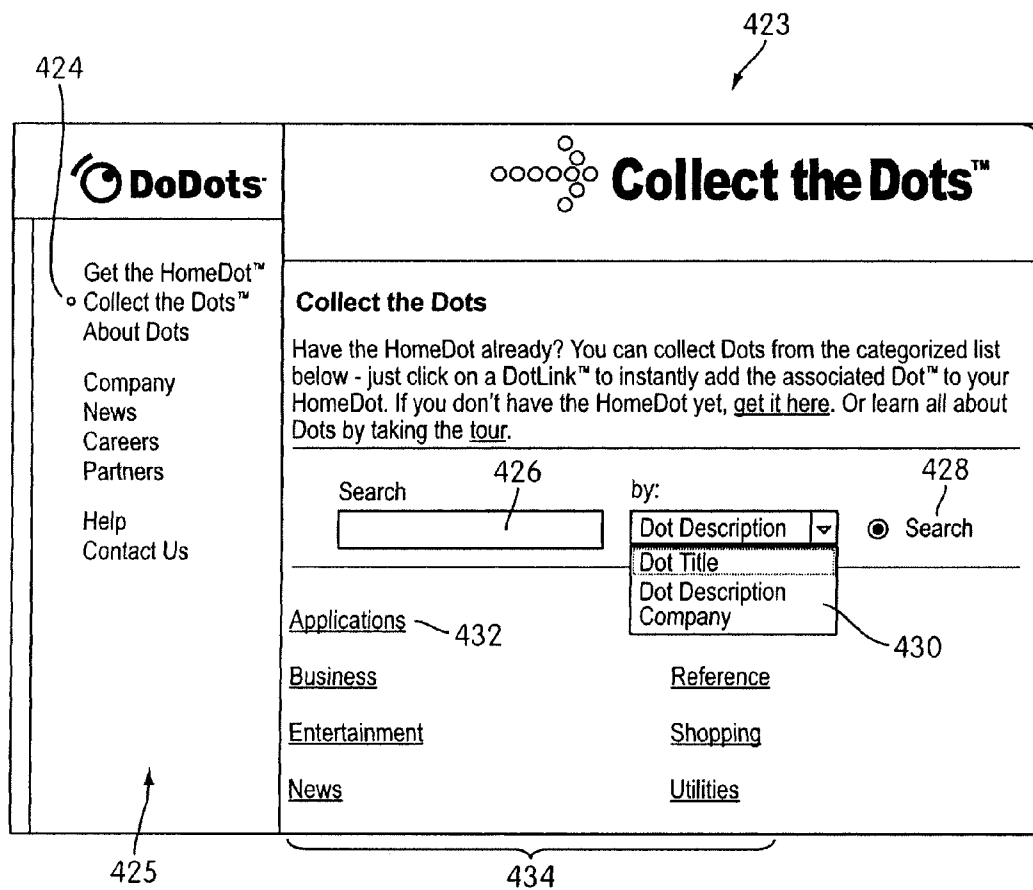 423
424
DoDots
Collect the Dots™
Get the HomeDot™
Collect the Dots™
About Dots
Company
News
Careers
Partners
Help
Contact Us
Collect the Dots
Have the HomeDot already? You can collect Dots from the categorized list
below - just click on a DotLink™ to instantly add the associated Dot™ to your
HomeDot. If you don't have the HomeDot yet, get it here. Or learn all about
Dots by taking the tour.
Search
426
by:
428
Dot Description
Search
Dot Title
Dot Description
Company
430
Applications
432
Business
Reference
Entertainment
Shopping
News
Utilities
425
434